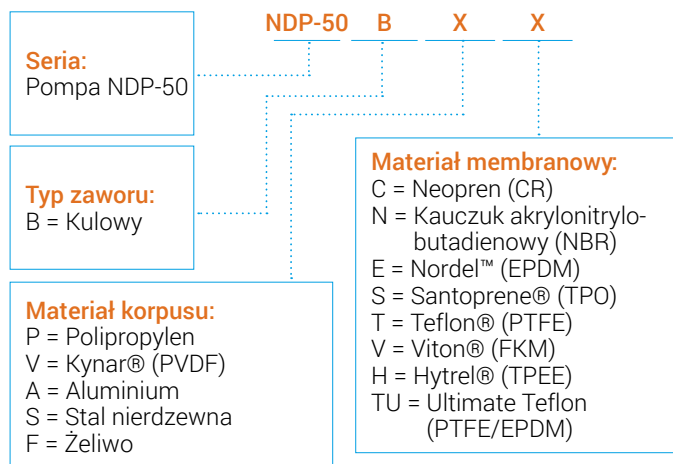 NDP-50 B X X
Seria:
Pompa NDP-50
Typ zaworu:
B = Kulowy
Materiał korpusu:
P = Polipropylen
V = Kynar® (PVDF)
A = Aluminium
S = Stal nierdzewna
F = Żeliwo
Materiał membranowy:
C = Neopren (CR)
N = Kauczuk akrylonitrylo-
butadienowy (NBR)
E = Nordel™ (EPDM)
S = Santoprene® (TPO)
T = Teflon® (PTFE)
V = Viton® (FKM)
H = Hytrel® (TPEE)
TU = Ultimate Teflon
(PTFE/EPDM)